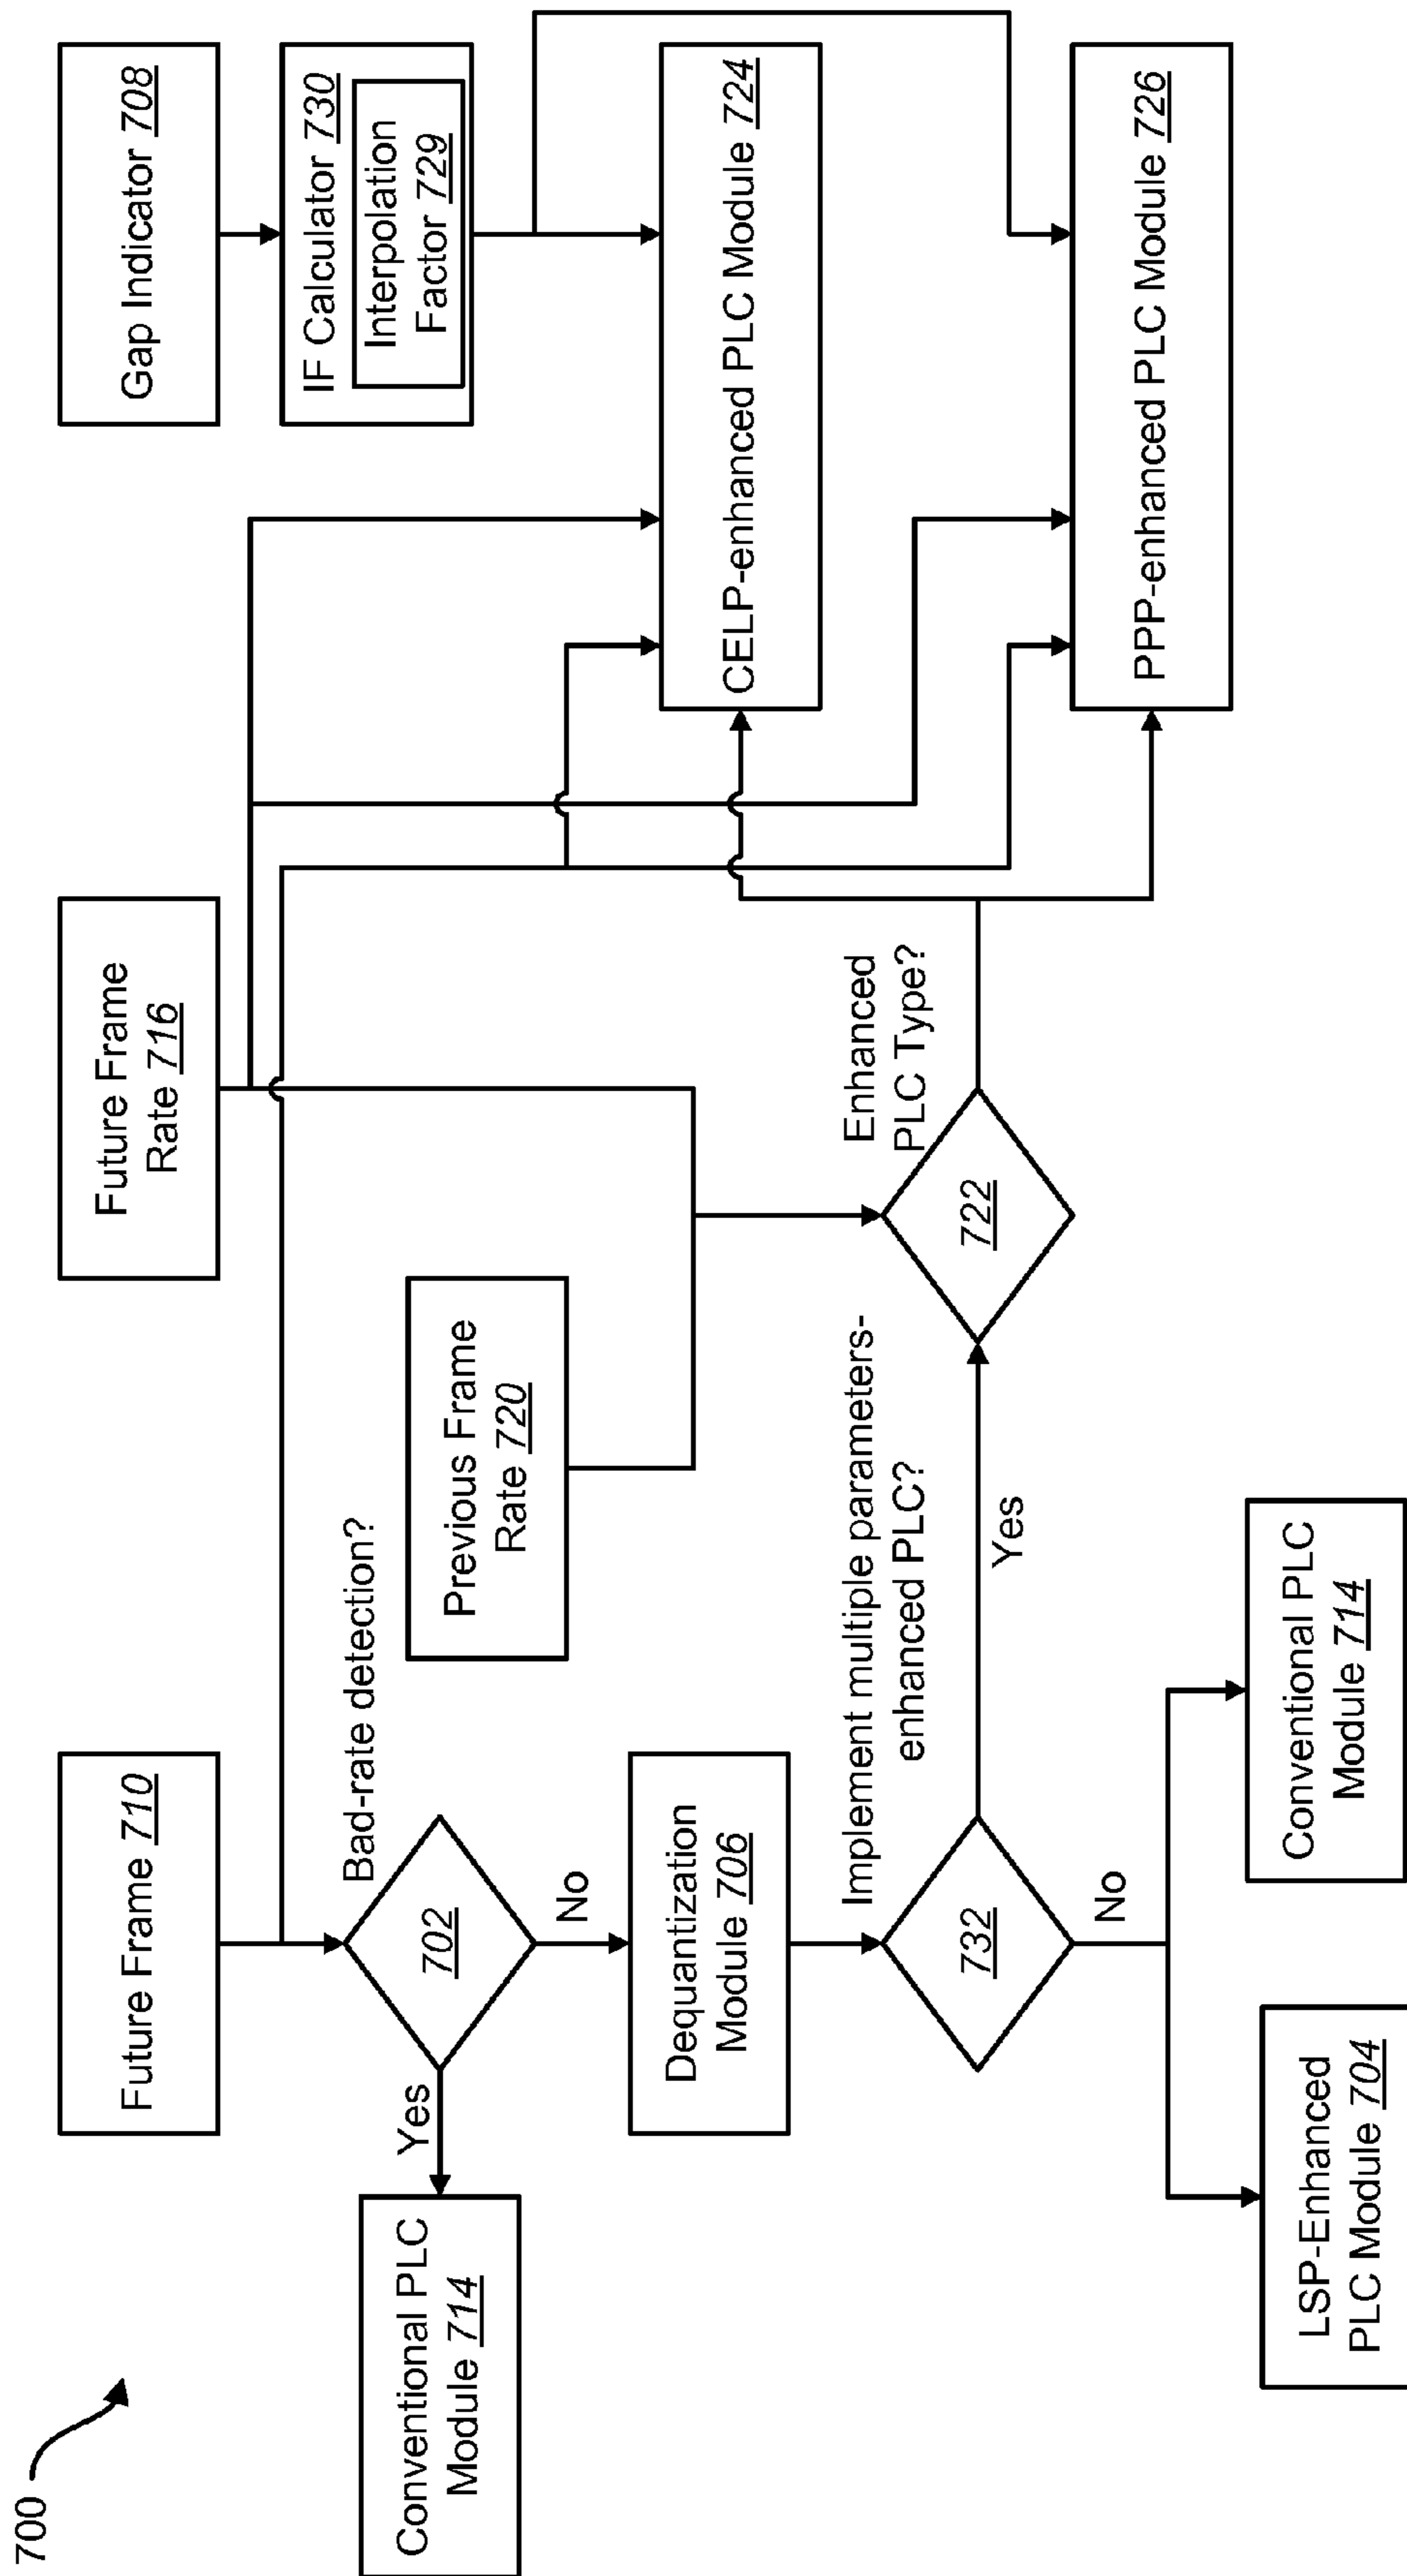 700
Future Frame 710
Future Frame
Rate 716
Gap Indicator 708
IF Calculator 730
Interpolation
Factor 729
Bad-rate detection?
702
Yes
No
Conventional PLC
Module 714
Previous Frame
Rate 720
Dequantization
Module 706
CELP-enhanced PLC Module 724
Implement multiple parameters-
enhanced PLC?
732
Yes
No
Enhanced
PLC Type?
722
PPP-enhanced PLC Module 726
LSP-Enhanced
PLC Module 704
Conventional PLC
Module 714